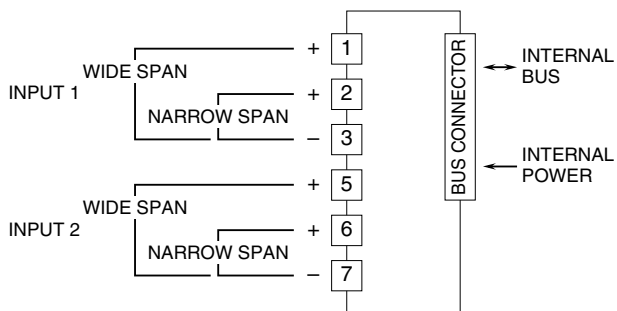 INPUT 1
WIDE SPAN
NARROW SPAN
+ 1
+ 2
– 3
INPUT 2
WIDE SPAN
NARROW SPAN
+ 5
+ 6
– 7
BUS CONNECTOR
INTERNAL
BUS
INTERNAL
POWER